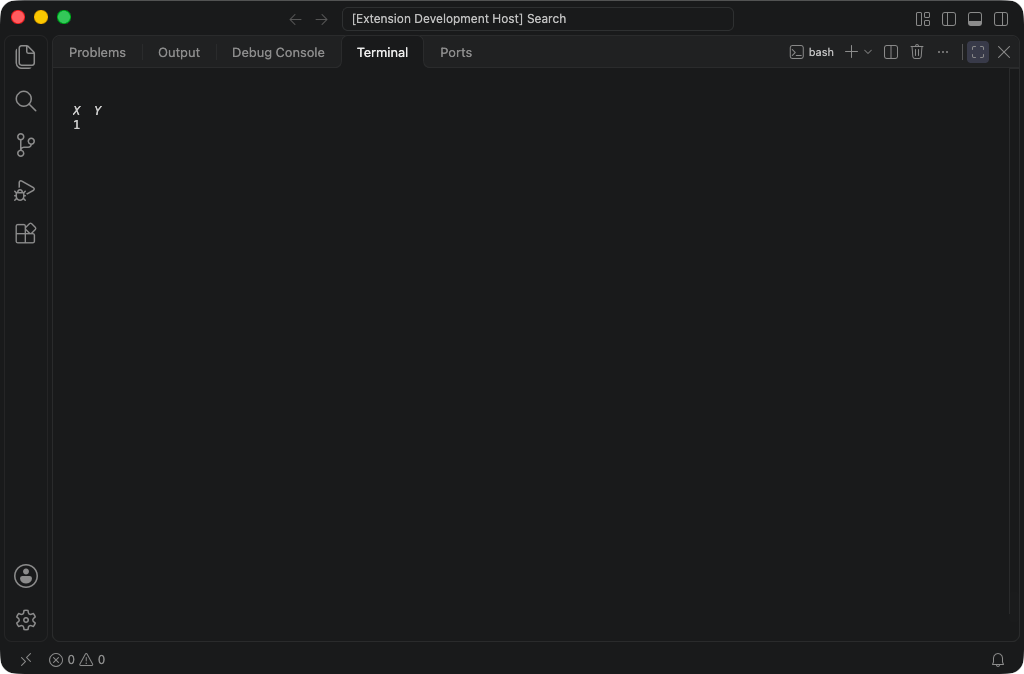 [Extension Development Host] Search
Problems Output Debug Console Terminal Ports bash
X Y
1
0 0